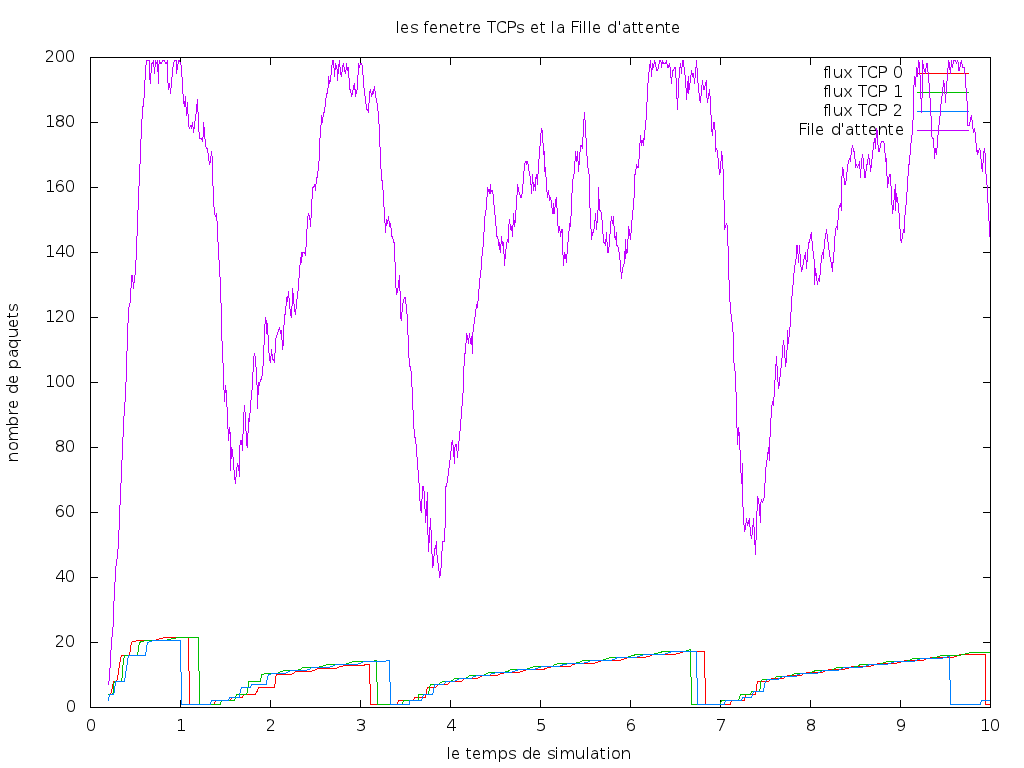 les fenetre TCPs et la Fille d'attente
200
180
160
140
120
100
80
60
40
20
0
nombre de paquets
flux TCP 0
flux TCP 1
flux TCP 2
File d'attente
0 1 2 3 4 5 6 7 8 9 10
le temps de simulation